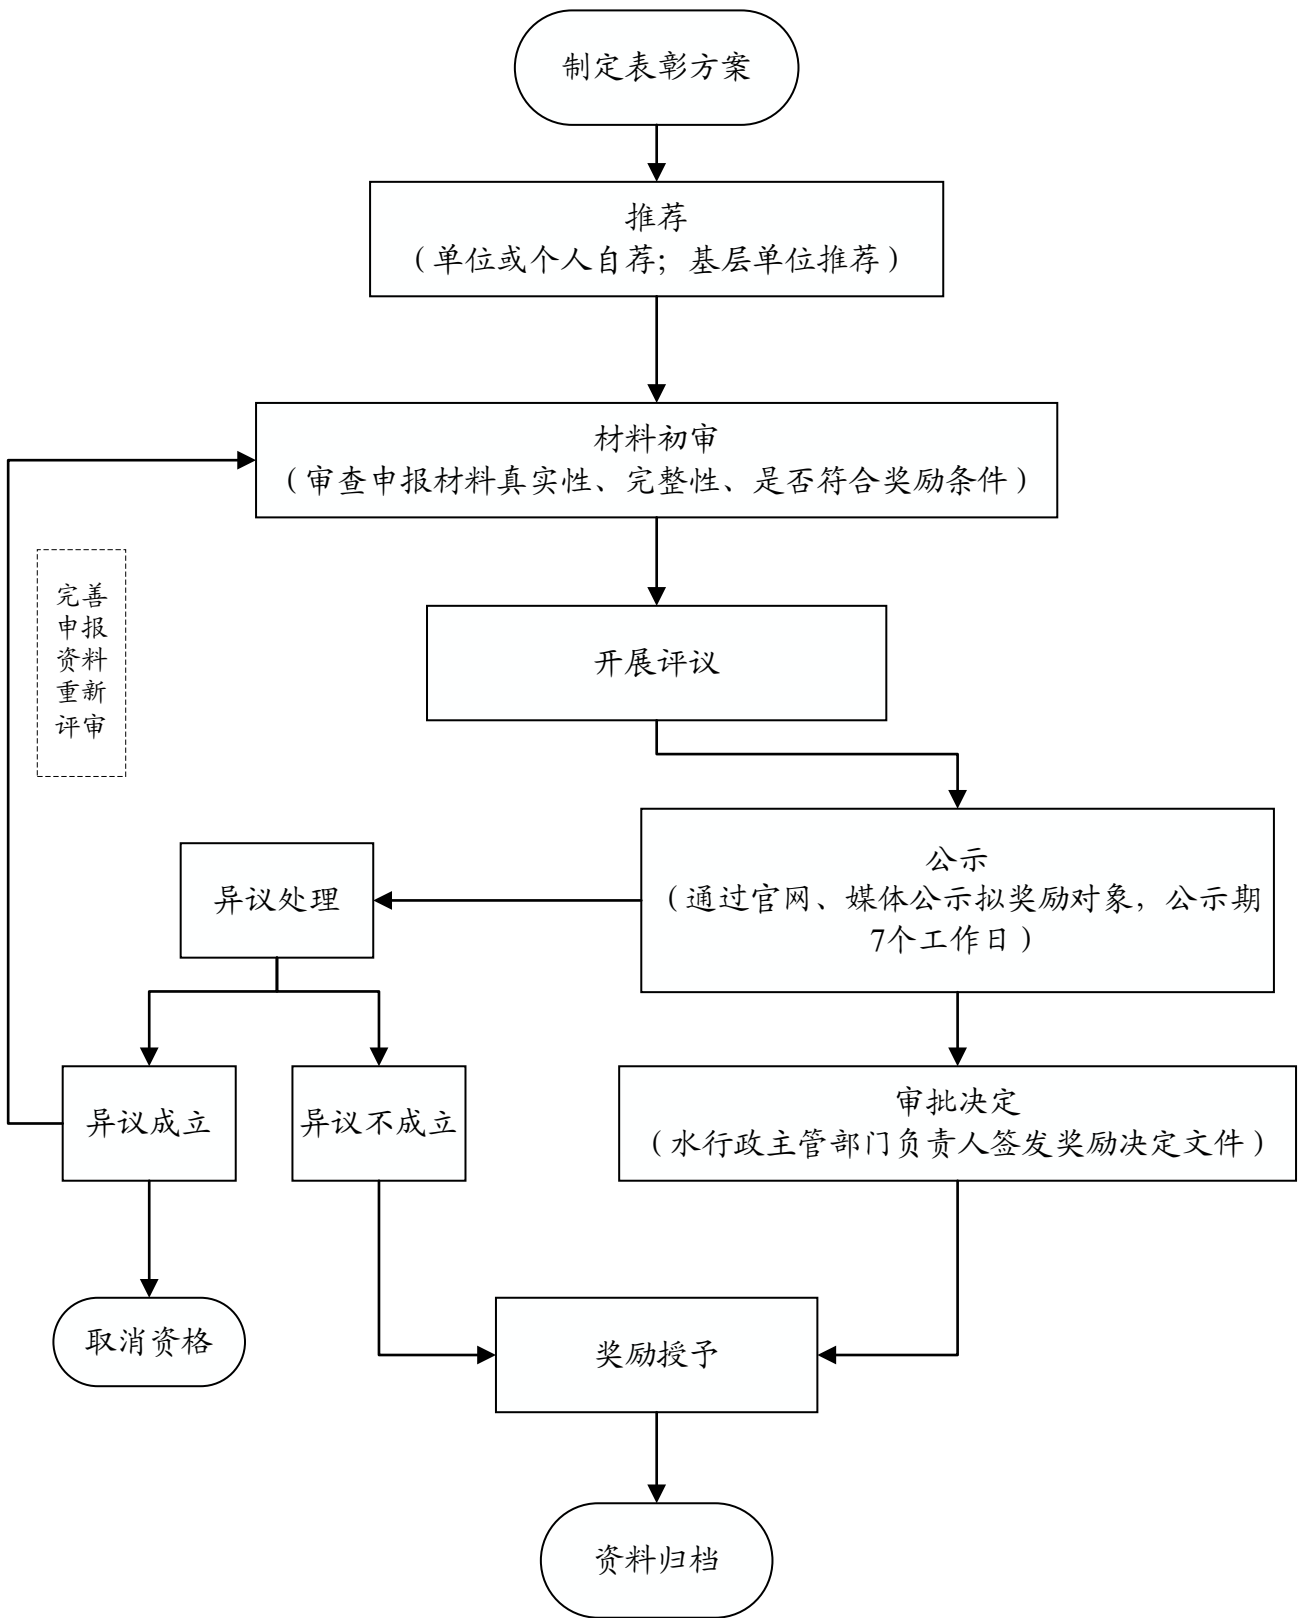 制定表彰方案
推荐
（单位或个人自荐；基层单位推荐）
材料初审
（审查申报材料真实性、完整性、是否符合奖励条件）
完善
申报
资料
重新
评审
开展评议
公示
（通过官网、媒体公示拟奖励对象，公示期
7个工作日）
异议处理
异议成立
异议不成立
审批决定
（水行政主管部门负责人签发奖励决定文件）
取消资格
奖励授予
资料归档